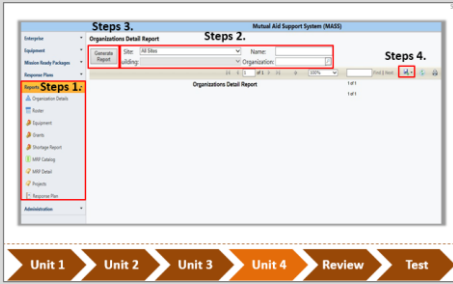 Steps 3.
Mutual Aid Support System (MASS)
Enterprise
Organizations Detail Report
Steps 2.
Equipment
Generate Report
Site: All Sites
Name:
Mission Ready Packages
Building:
Organization:
Steps 4.
Response Plans
1 of 1
100%
Find | Next
Reports
Steps 1.
Organizations Detail Report
1 of 1
1 of 1
Organization Details
Roster
Equipment
Grants
Shortage Report
MRP Catalog
MRP Detail
Projects
Response Plan
Administration
Unit 1
Unit 2
Unit 3
Unit 4
Review
Test